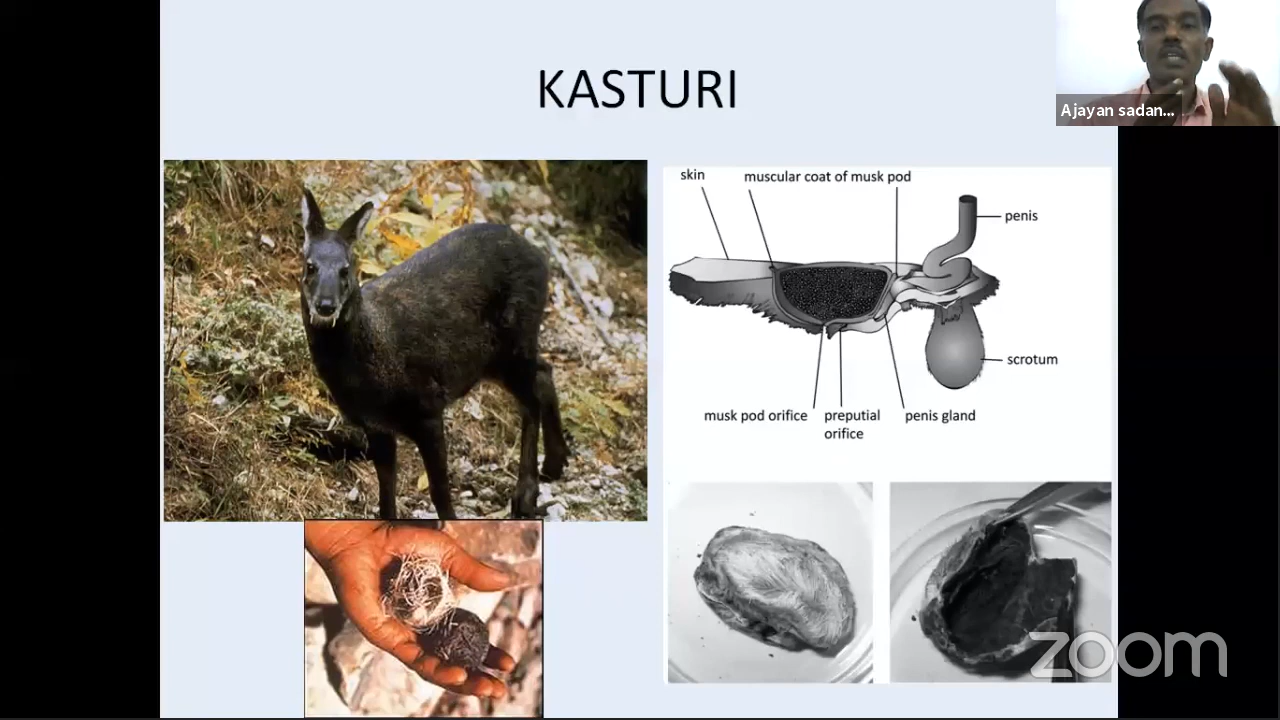 KASTURI
Ajayan sadan...
skin
muscular coat of musk pod
penis
scrotum
musk pod orifice
preputial
orifice
penis gland
zoom